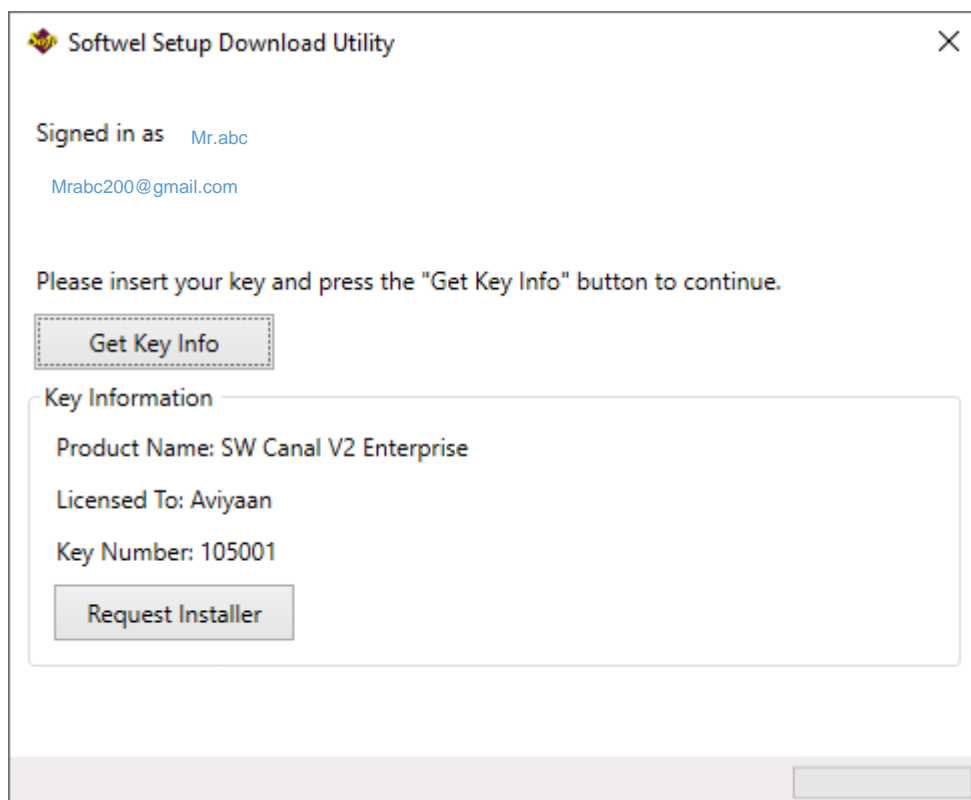 Softwel Setup Download Utility
Signed in as Mr.abc
Mrabc200@gmail.com
Please insert your key and press the "Get Key Info" button to continue.
Get Key Info
Key Information
Product Name: SW Canal V2 Enterprise
Licensed To: Aviyaan
Key Number: 105001
Request Installer